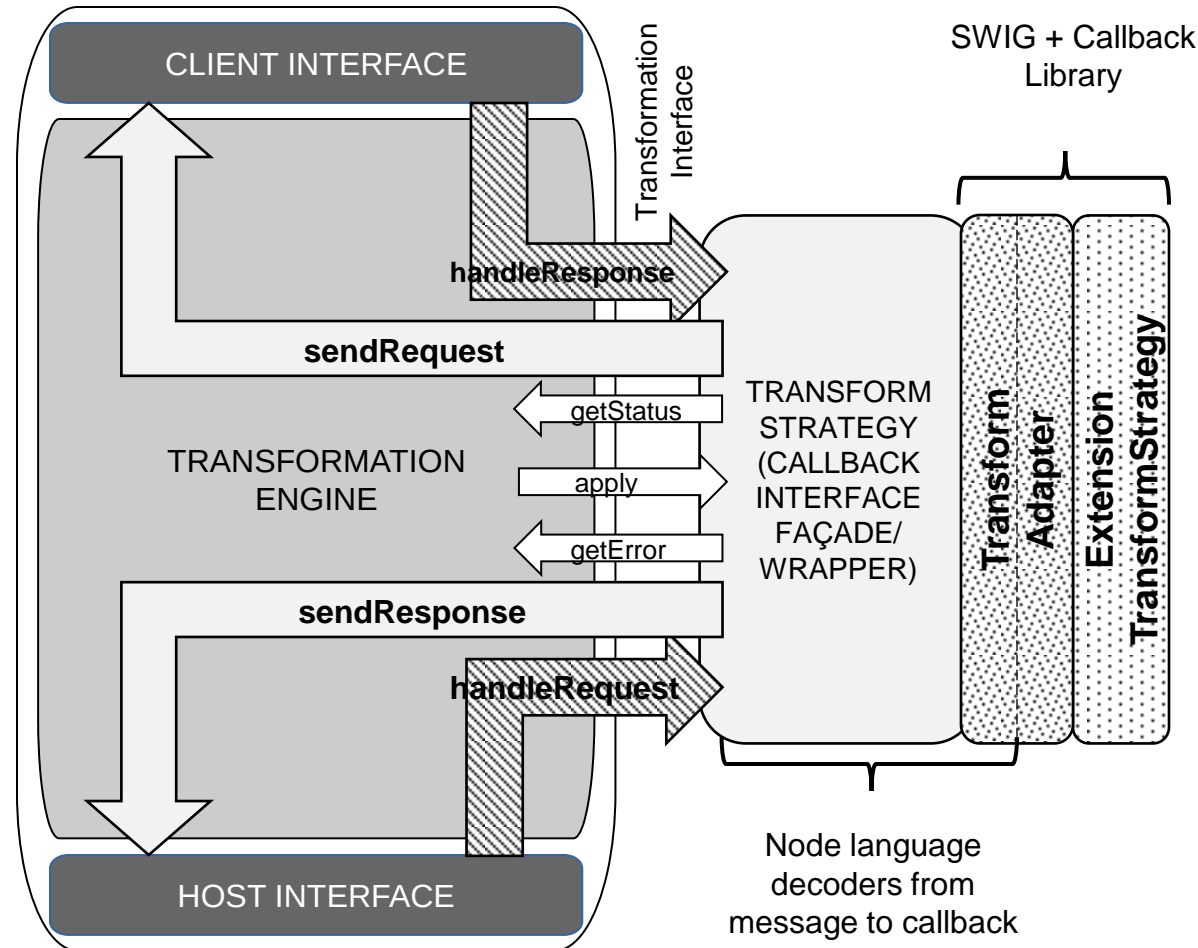 CLIENT INTERFACE
SWIG + Callback
Library
Transformation
Interface
handleResponse
sendRequest
getStatus
TRANSFORMATION
ENGINE
apply
getError
sendResponse
handleRequest
TRANSFORM
STRATEGY
(CALLBACK
INTERFACE
FAÇADE/
WRAPPER)
Transform
Adapter
Extension
TransformStrategy
HOST INTERFACE
Node language
decoders from
message to callback